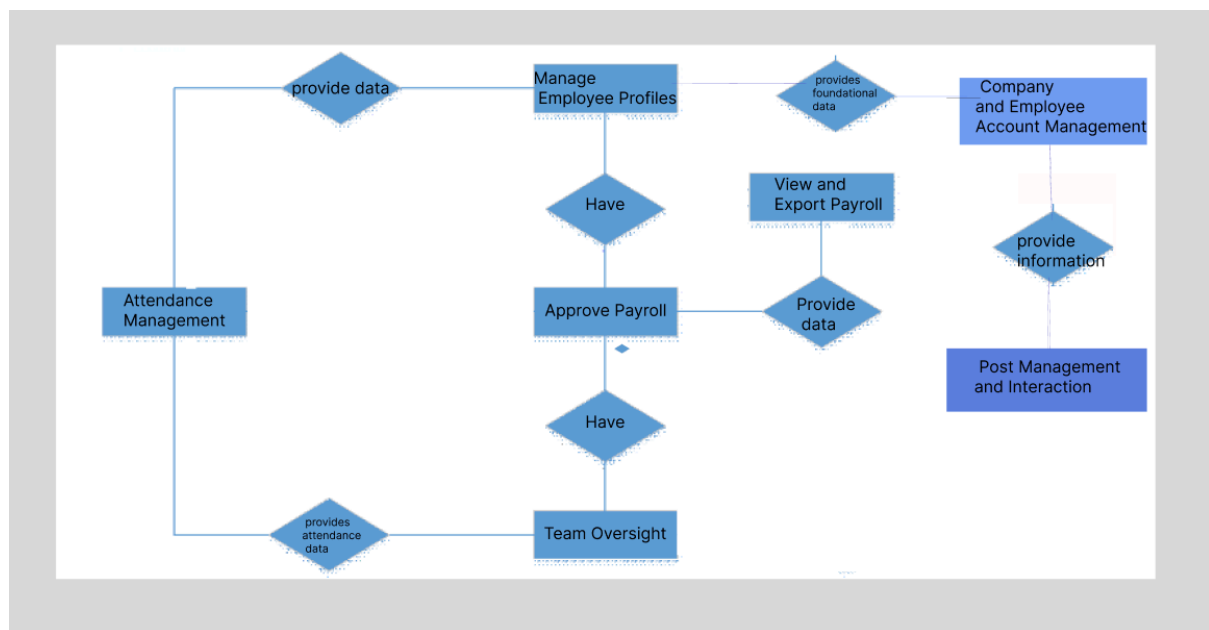 provide data
Manage
Employee Profiles
provides
foundational
data
Company
and Employee
Account Management
Have
View and
Export Payroll
provide
information
Attendance
Management
Approve Payroll
Provide
data
Post Management
and Interaction
Have
provides
attendance
data
Team Oversight